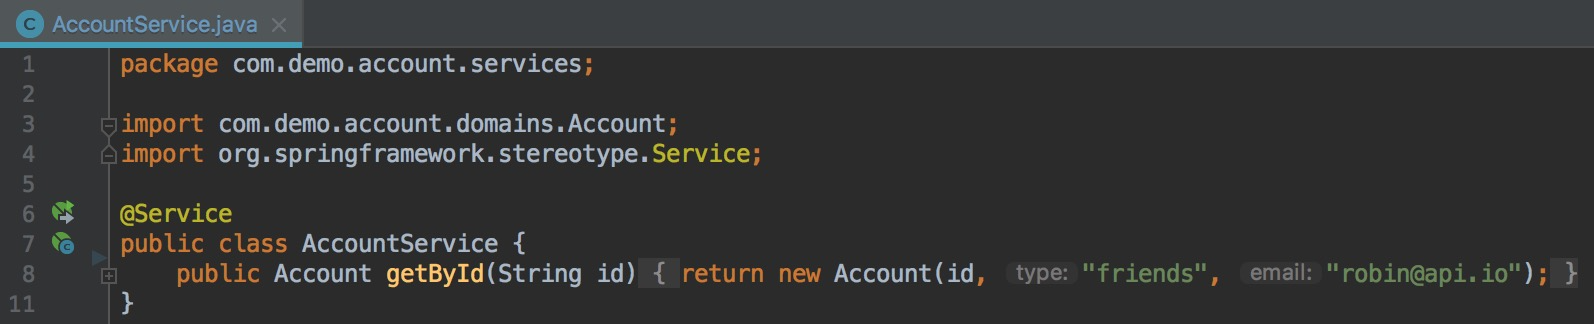 AccountService.java
1 package com.demo.account.services;
2
3 import com.demo.account.domains.Account;
4 import org.springframework.stereotype.Service;
5
6 @Service
7 public class AccountService {
8 public Account getById(String id) { return new Account(id, type: "friends", email: "robin@api.io"); }
11 }